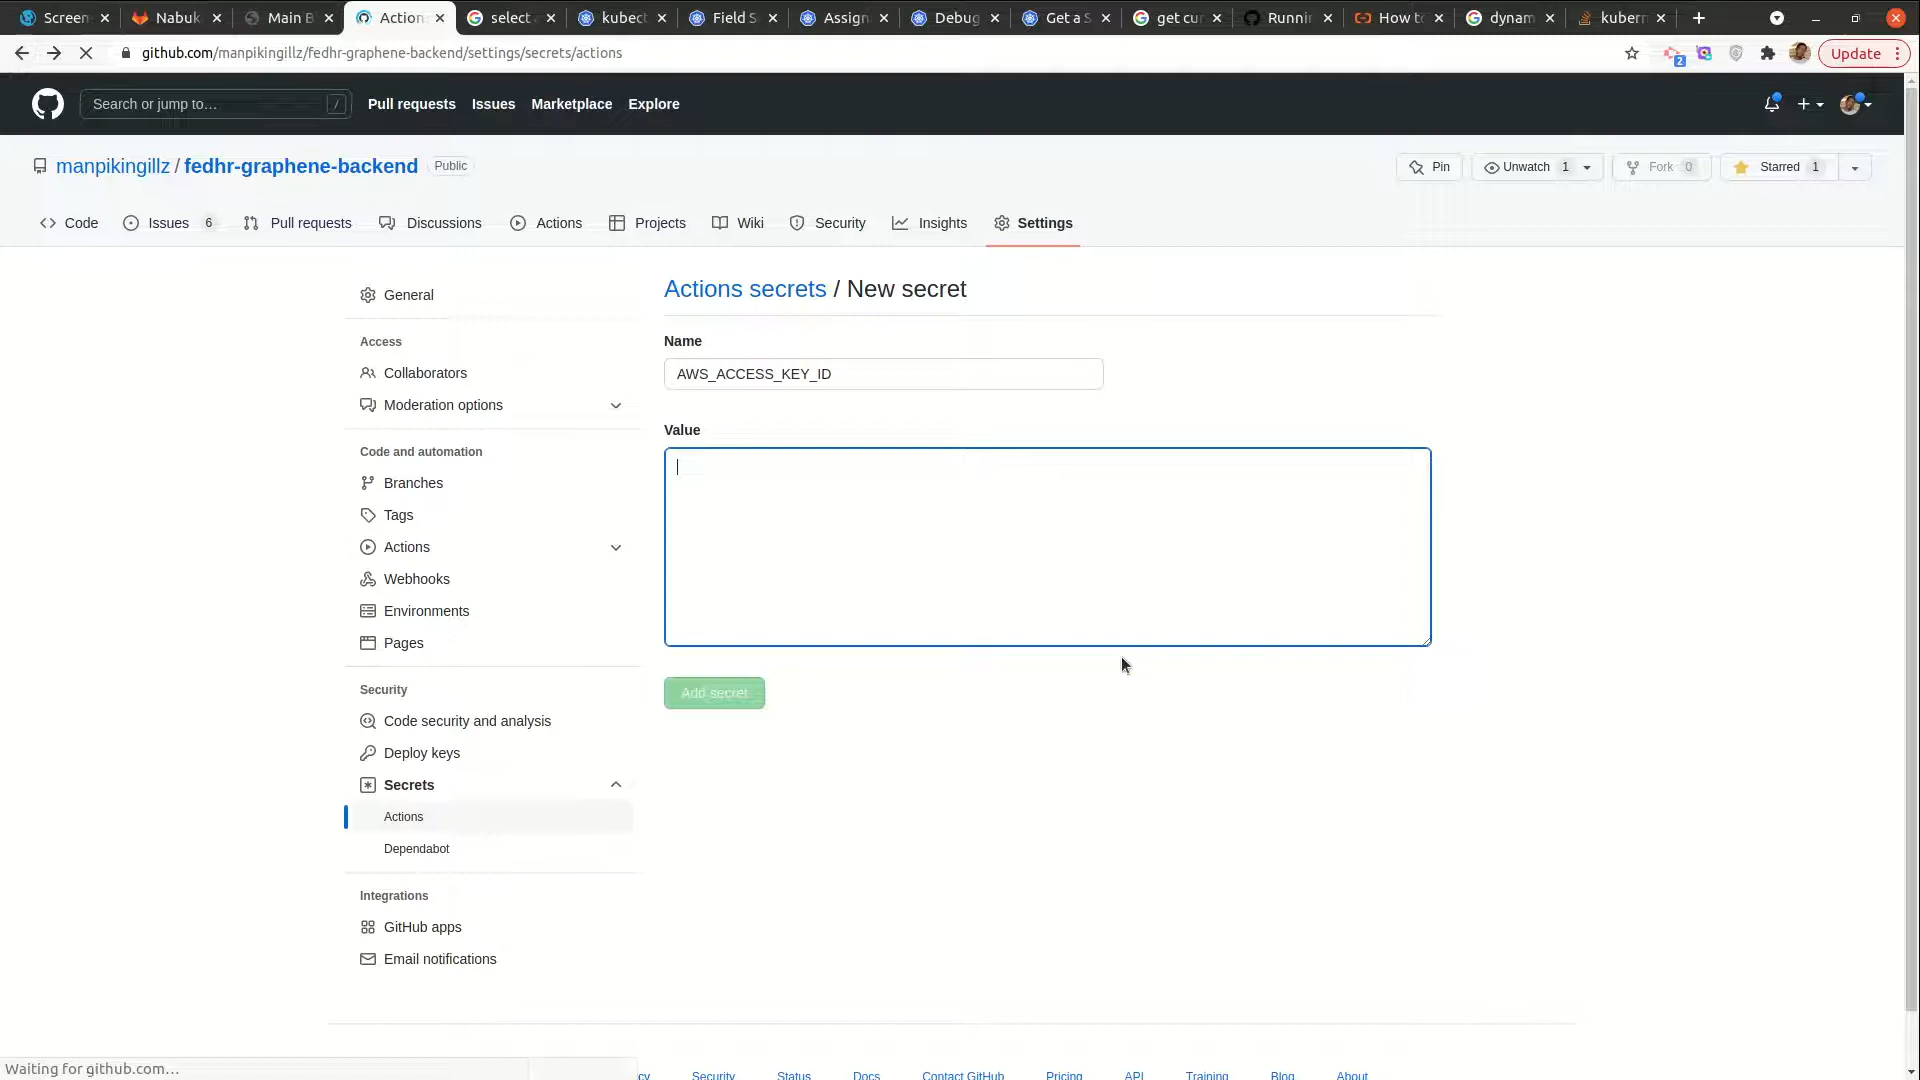 Screen
Nabuk
Main B
Action
select
kubect
Field S
Assign
Debug
Get a S
get cur
Runnin
How to
dynam
kubern
github.com/manpikingillz/fedhr-graphene-backend/settings/secrets/actions
2
Update
Search or jump to…
/
Pull requests
Issues
Marketplace
Explore
manpikingillz / fedhr-graphene-backend
Public
Pin
Unwatch 1
Fork 0
Starred 1
Code
Issues 6
Pull requests
Discussions
Actions
Projects
Wiki
Security
Insights
Settings
General
Access
Collaborators
Moderation options
Code and automation
Branches
Tags
Actions
Webhooks
Environments
Pages
Security
Code security and analysis
Deploy keys
Secrets
Actions
Dependabot
Integrations
GitHub apps
Email notifications
Actions secrets / New secret
Name
AWS_ACCESS_KEY_ID
Value
Add secret
Waiting for github.com…
cy
Security
Status
Docs
Contact GitHub
Pricing
API
Training
Blog
About